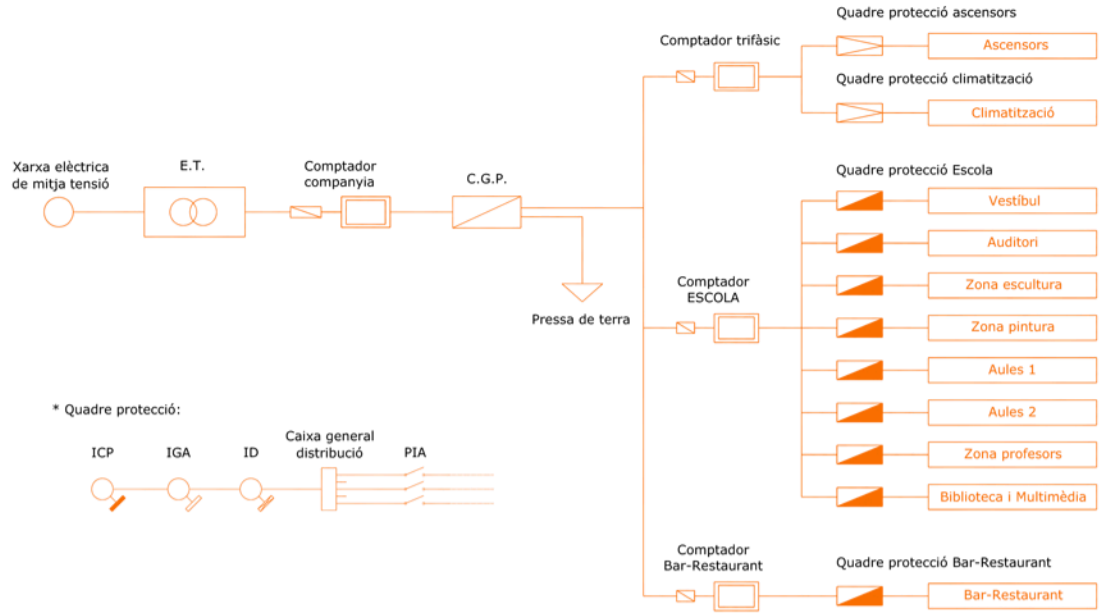 Quadre protecció ascensors
Comptador trifàsic
Ascensors
Quadre protecció climatització
Climatització
Xarxa elèctrica
de mitja tensió
E.T.
Comptador
companyia
C.G.P.
Quadre protecció Escola
Vestíbul
Auditori
Comptador
ESCOLA
Zona escultura
Pressa de terra
Zona pintura
Aules 1
Aules 2
Zona profesors
Biblioteca i Multimèdia
* Quadre protecció:
ICP
IGA
ID
Caixa general
distribució
PIA
Comptador
Bar-Restaurant
Quadre protecció Bar-Restaurant
Bar-Restaurant